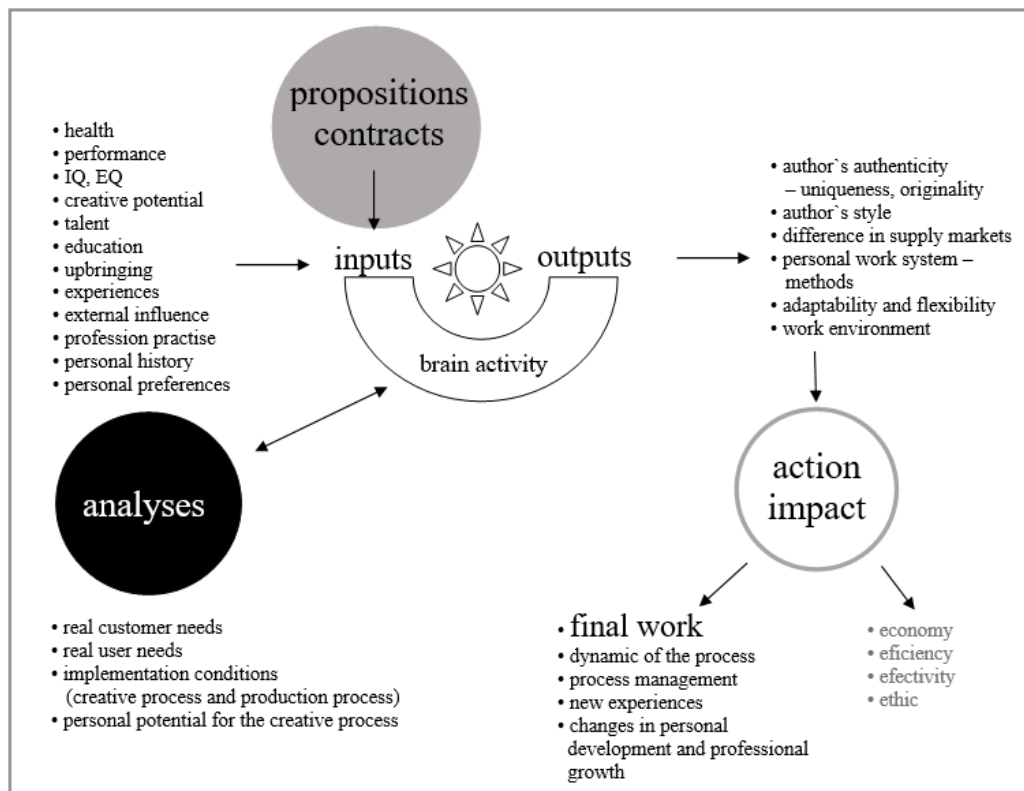 propositions
contracts
• health
• performance
• IQ, EQ
• creative potential
• talent
• education
• upbringing
• experiences
• external influence
• profession practise
• personal history
• personal preferences
inputs
outputs
brain activity
• author`s authenticity
– uniqueness, originality
• author`s style
• difference in supply markets
• personal work system –
methods
• adaptability and flexibility
• work environment
analyses
action
impact
• real customer needs
• real user needs
• implementation conditions
(creative process and production process)
• personal potential for the creative process
• final work
• dynamic of the process
• process management
• new experiences
• changes in personal
development and professional
growth
• economy
• eficiency
• efectivity
• ethic